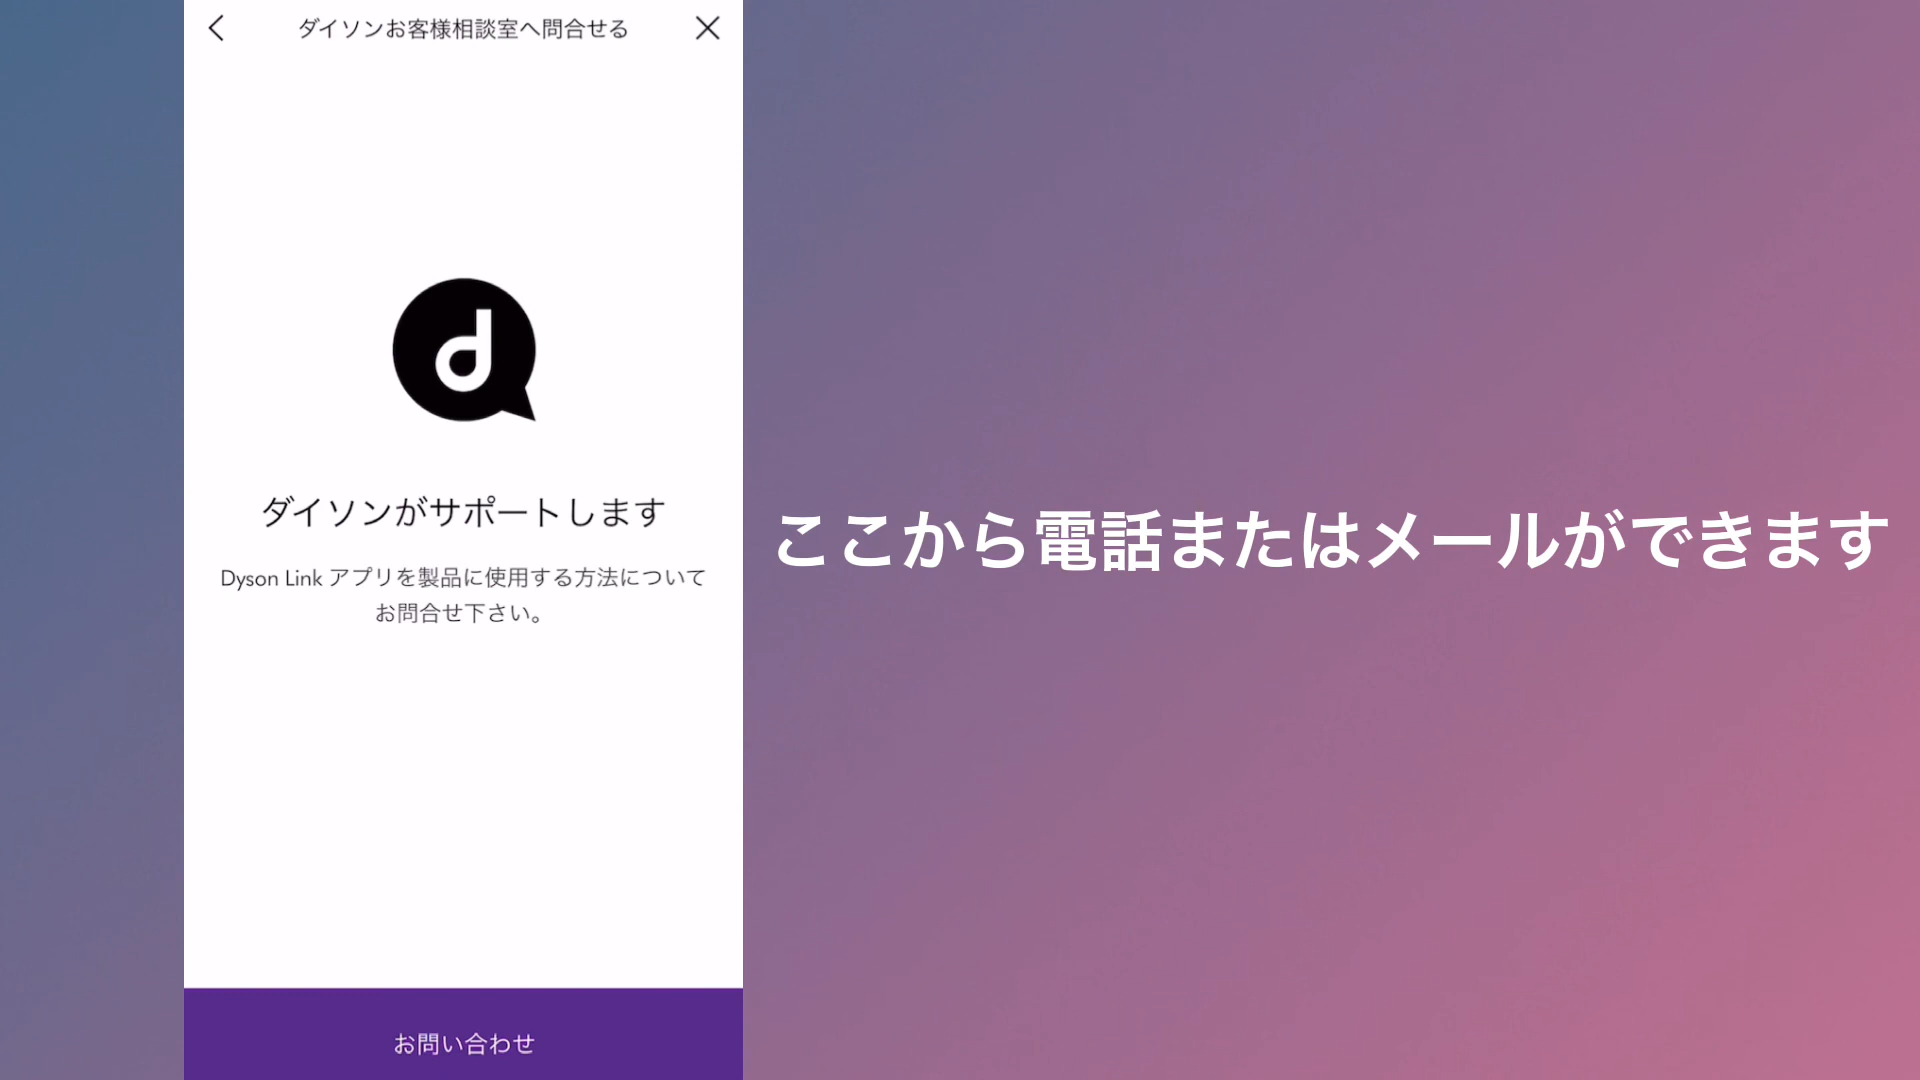 ダイソンお客様相談室へ問合せる
d
ダイソンがサポートします
Dyson Link アプリを製品に使用する方法について
お問合せ下さい。
お問い合わせ
ここから電話またはメールができます